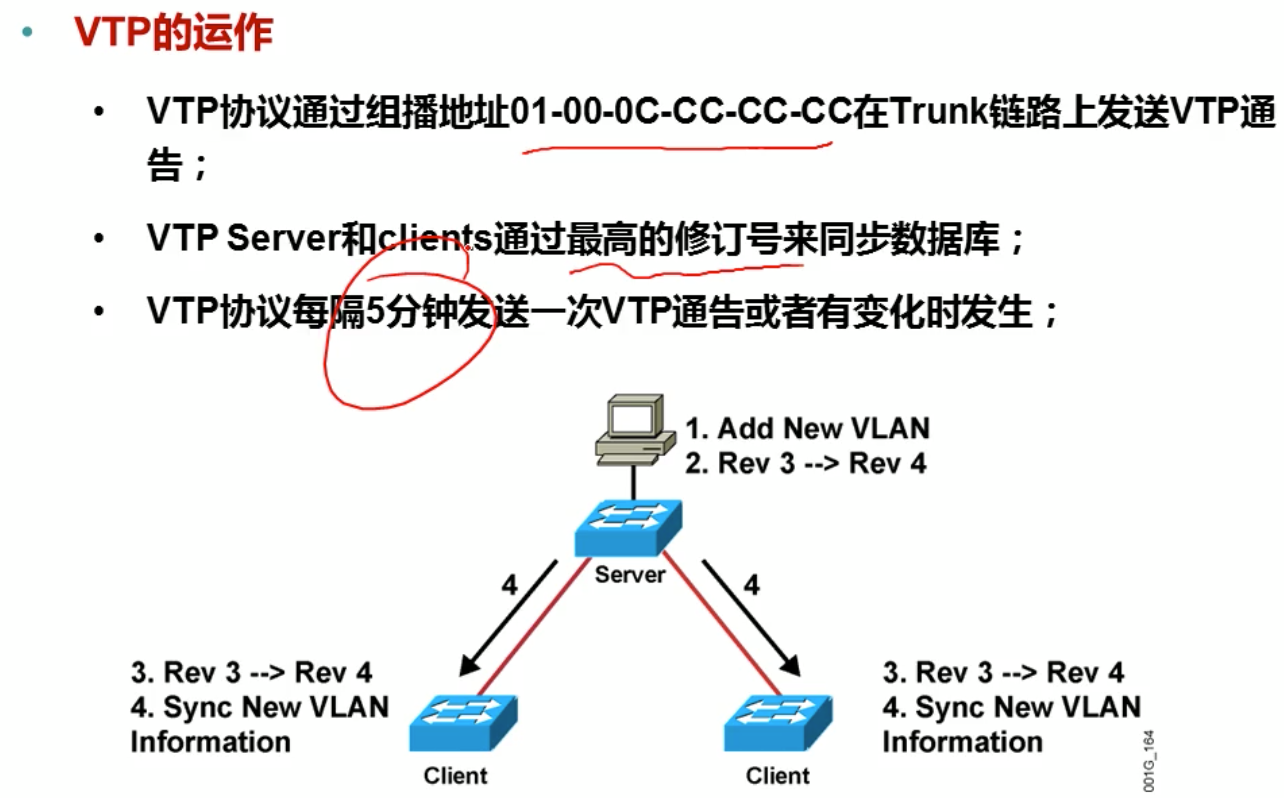 VTP的运作
VTP协议通过组播地址01-00-0C-CC-CC-CC在Trunk链路上发送VTP通
告；
VTP Server和clients通过最高的修订号来同步数据库；
VTP协议每隔5分钟发送一次VTP通告或者有变化时发生；
1. Add New VLAN
2. Rev 3 --> Rev 4
Server
4
4
3. Rev 3 --> Rev 4
4. Sync New VLAN
Information
3. Rev 3 --> Rev 4
4. Sync New VLAN
Information
Client
Client
001G_164